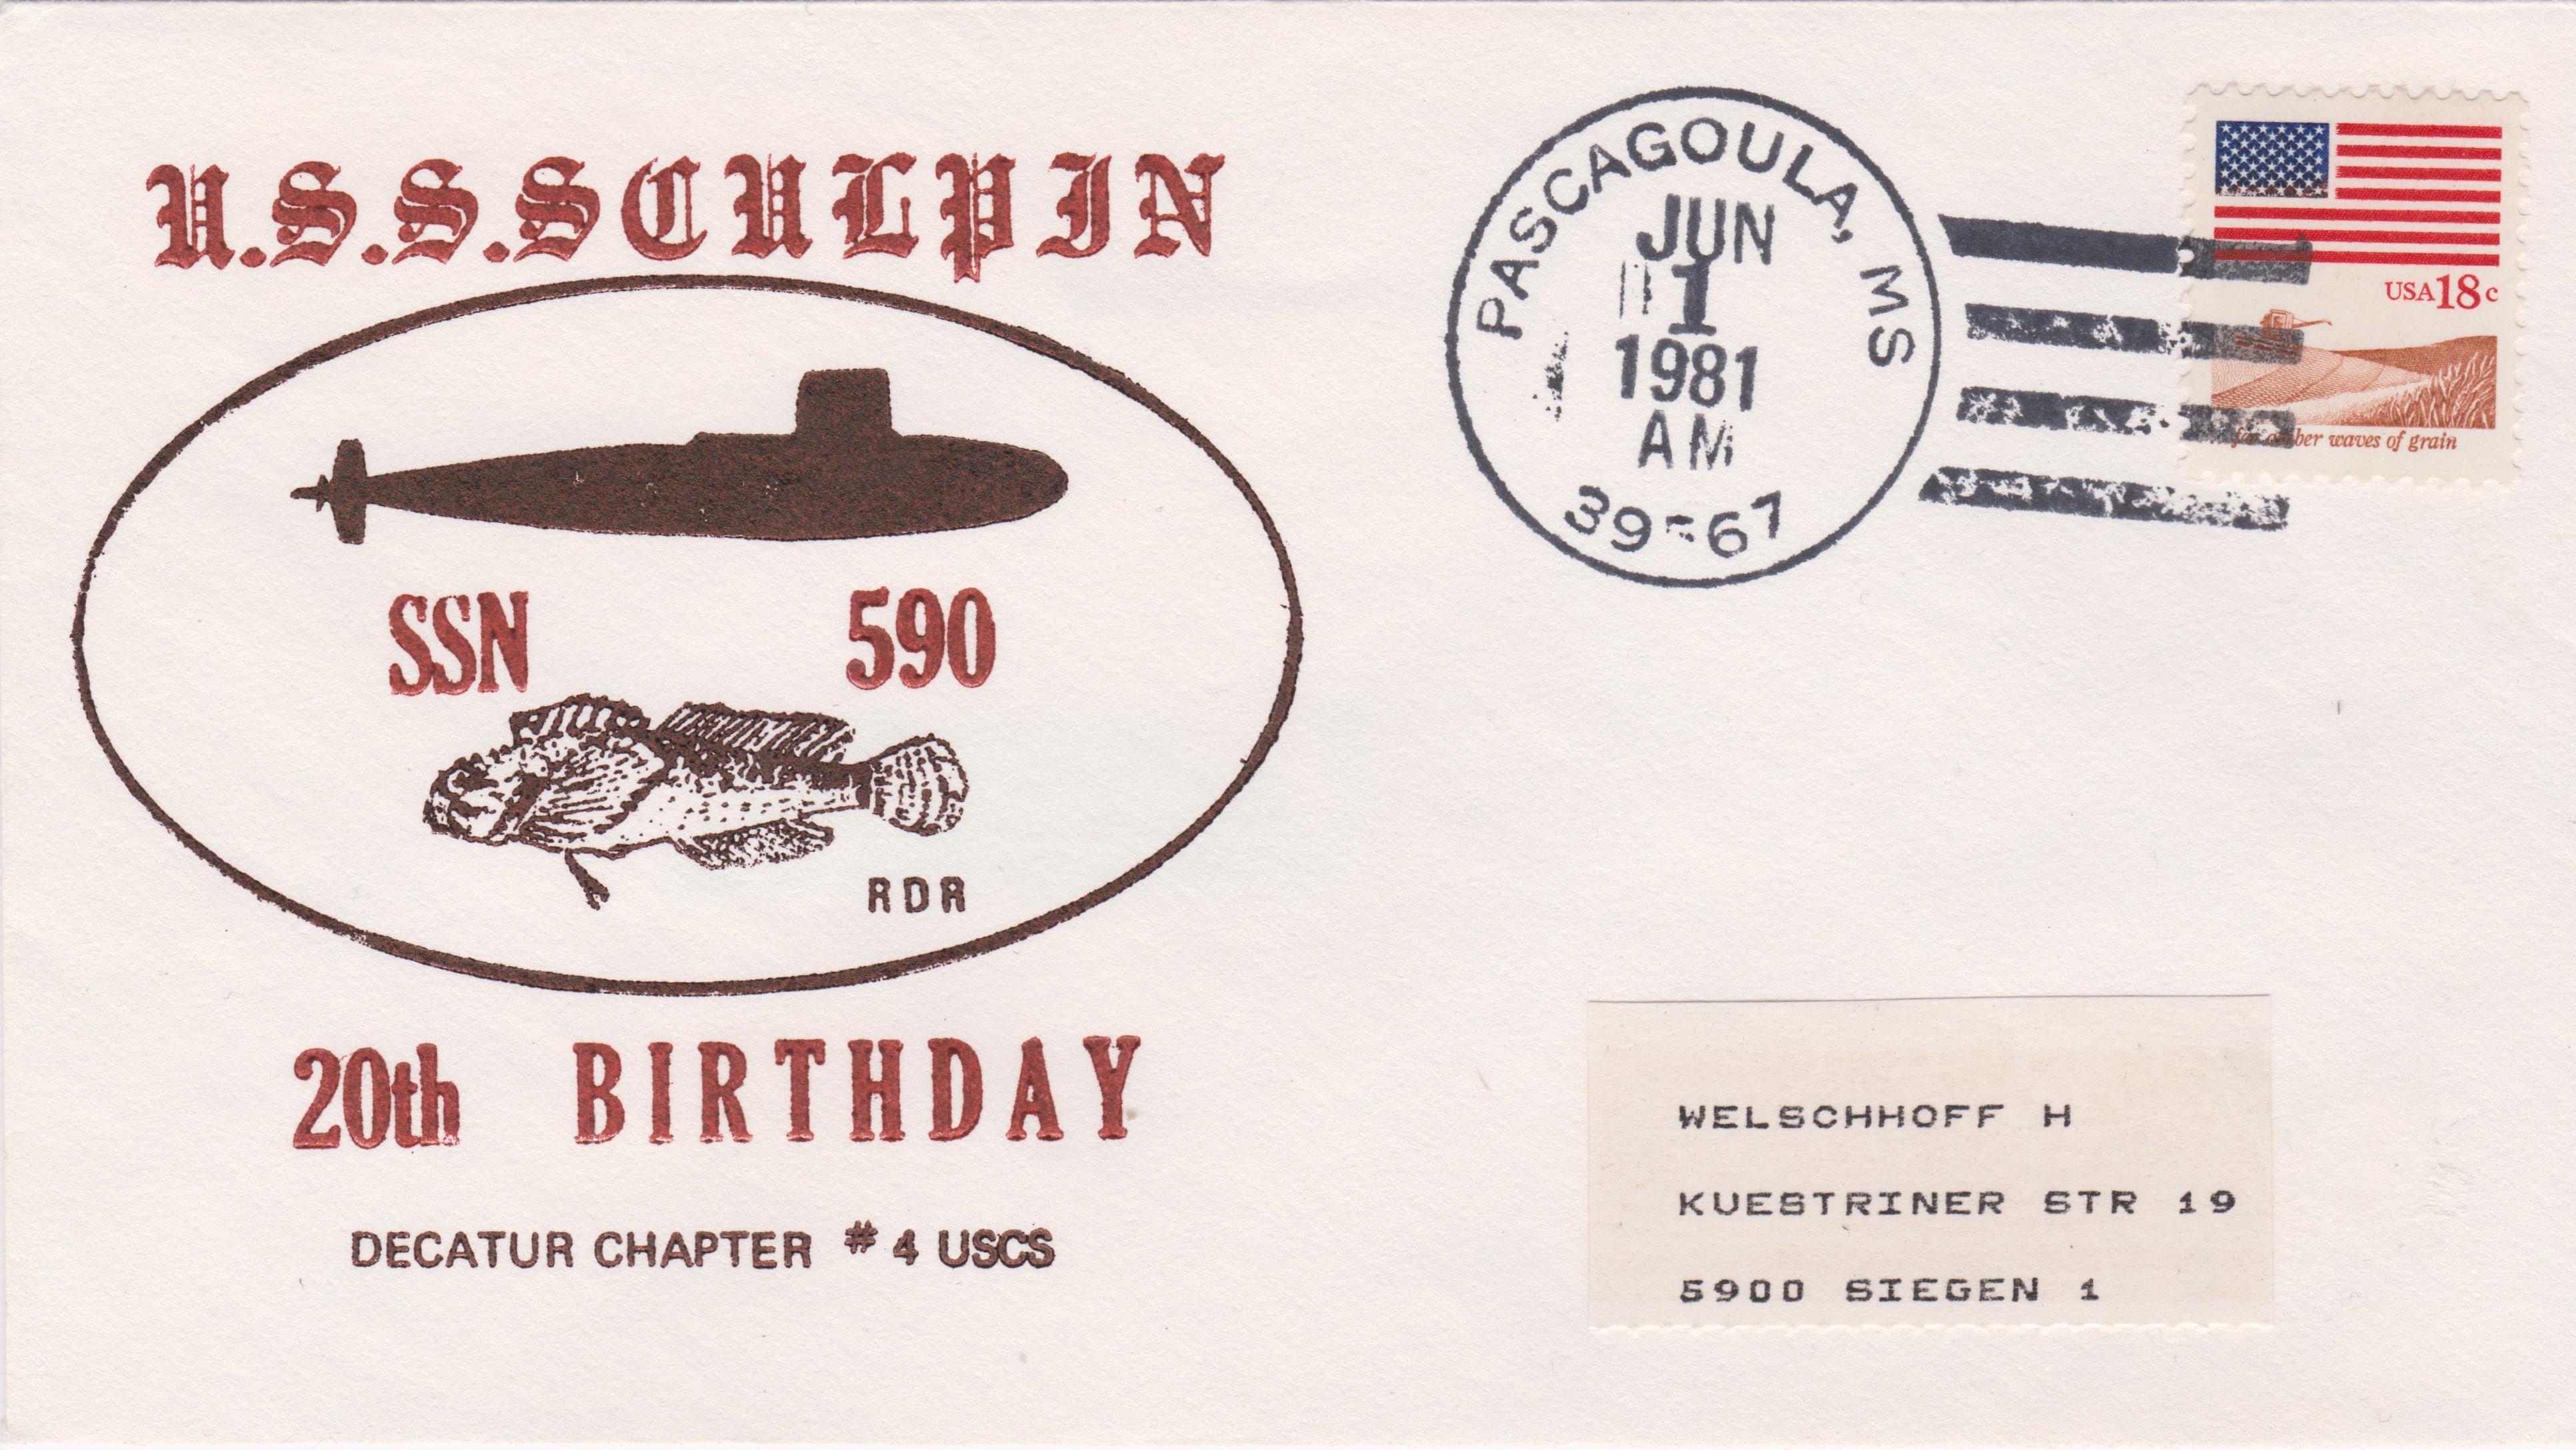 U.S.S. SCULPIN
SSN 590
RDR
20th BIRTHDAY
DECATUR CHAPTER # 4 USCS
PASCAGOULA, MS
JUN
1
1981
AM
39567
USA 18c
waves of grain
WELSCHHOFF H
KUESTRINER STR 19
5900 SIEGEN 1